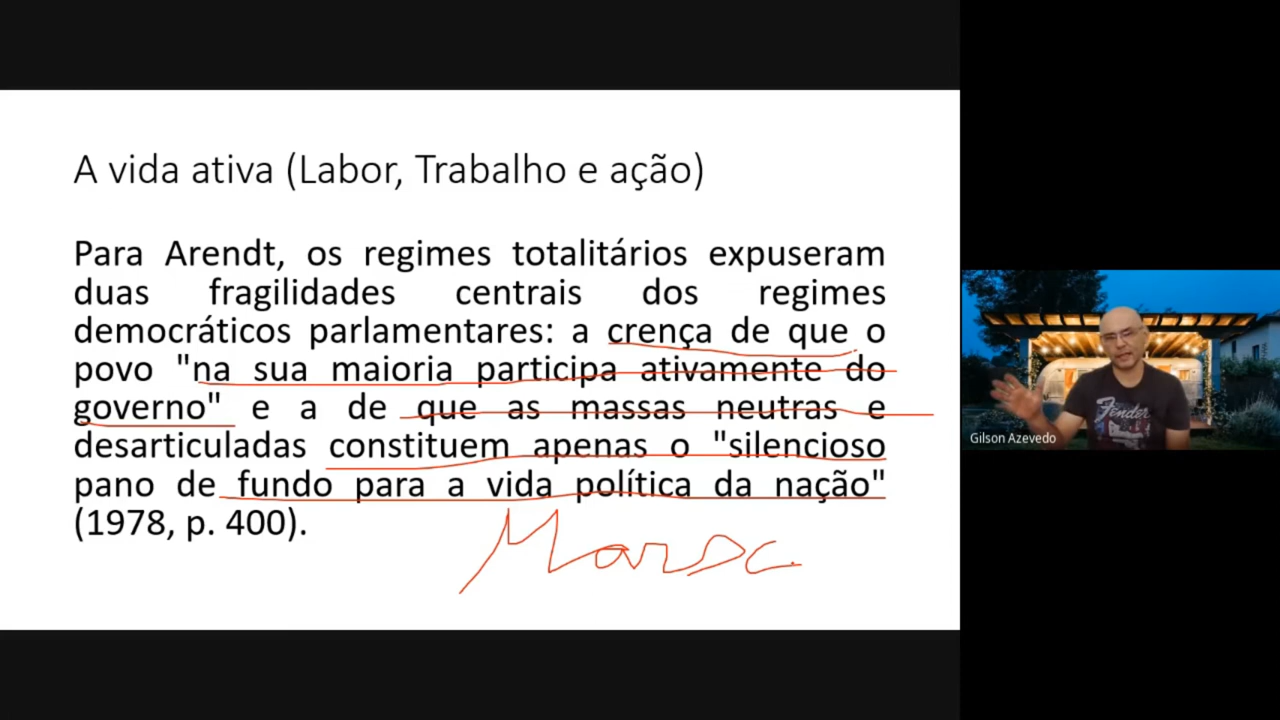 A vida ativa (Labor, Trabalho e ação)
Para Arendt, os regimes totalitários expuseram
duas fragilidades centrais dos regimes
democráticos parlamentares: a crença de que o
povo "na sua maioria participa ativamente do
governo" e a de que as massas neutras e
desarticuladas constituem apenas o "silencioso
pano de fundo para a vida política da nação"
(1978, p. 400).
Fender
Gilson Azevedo